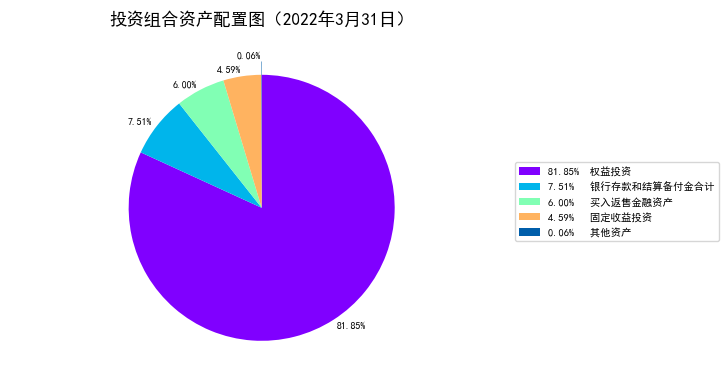 投资组合资产配置图（2022年3月31日）
0.06%
4.59%
6.00%
7.51%
81.85%
81.85% 权益投资
7.51% 银行存款和结算备付金合计
6.00% 买入返售金融资产
4.59% 固定收益投资
0.06% 其他资产